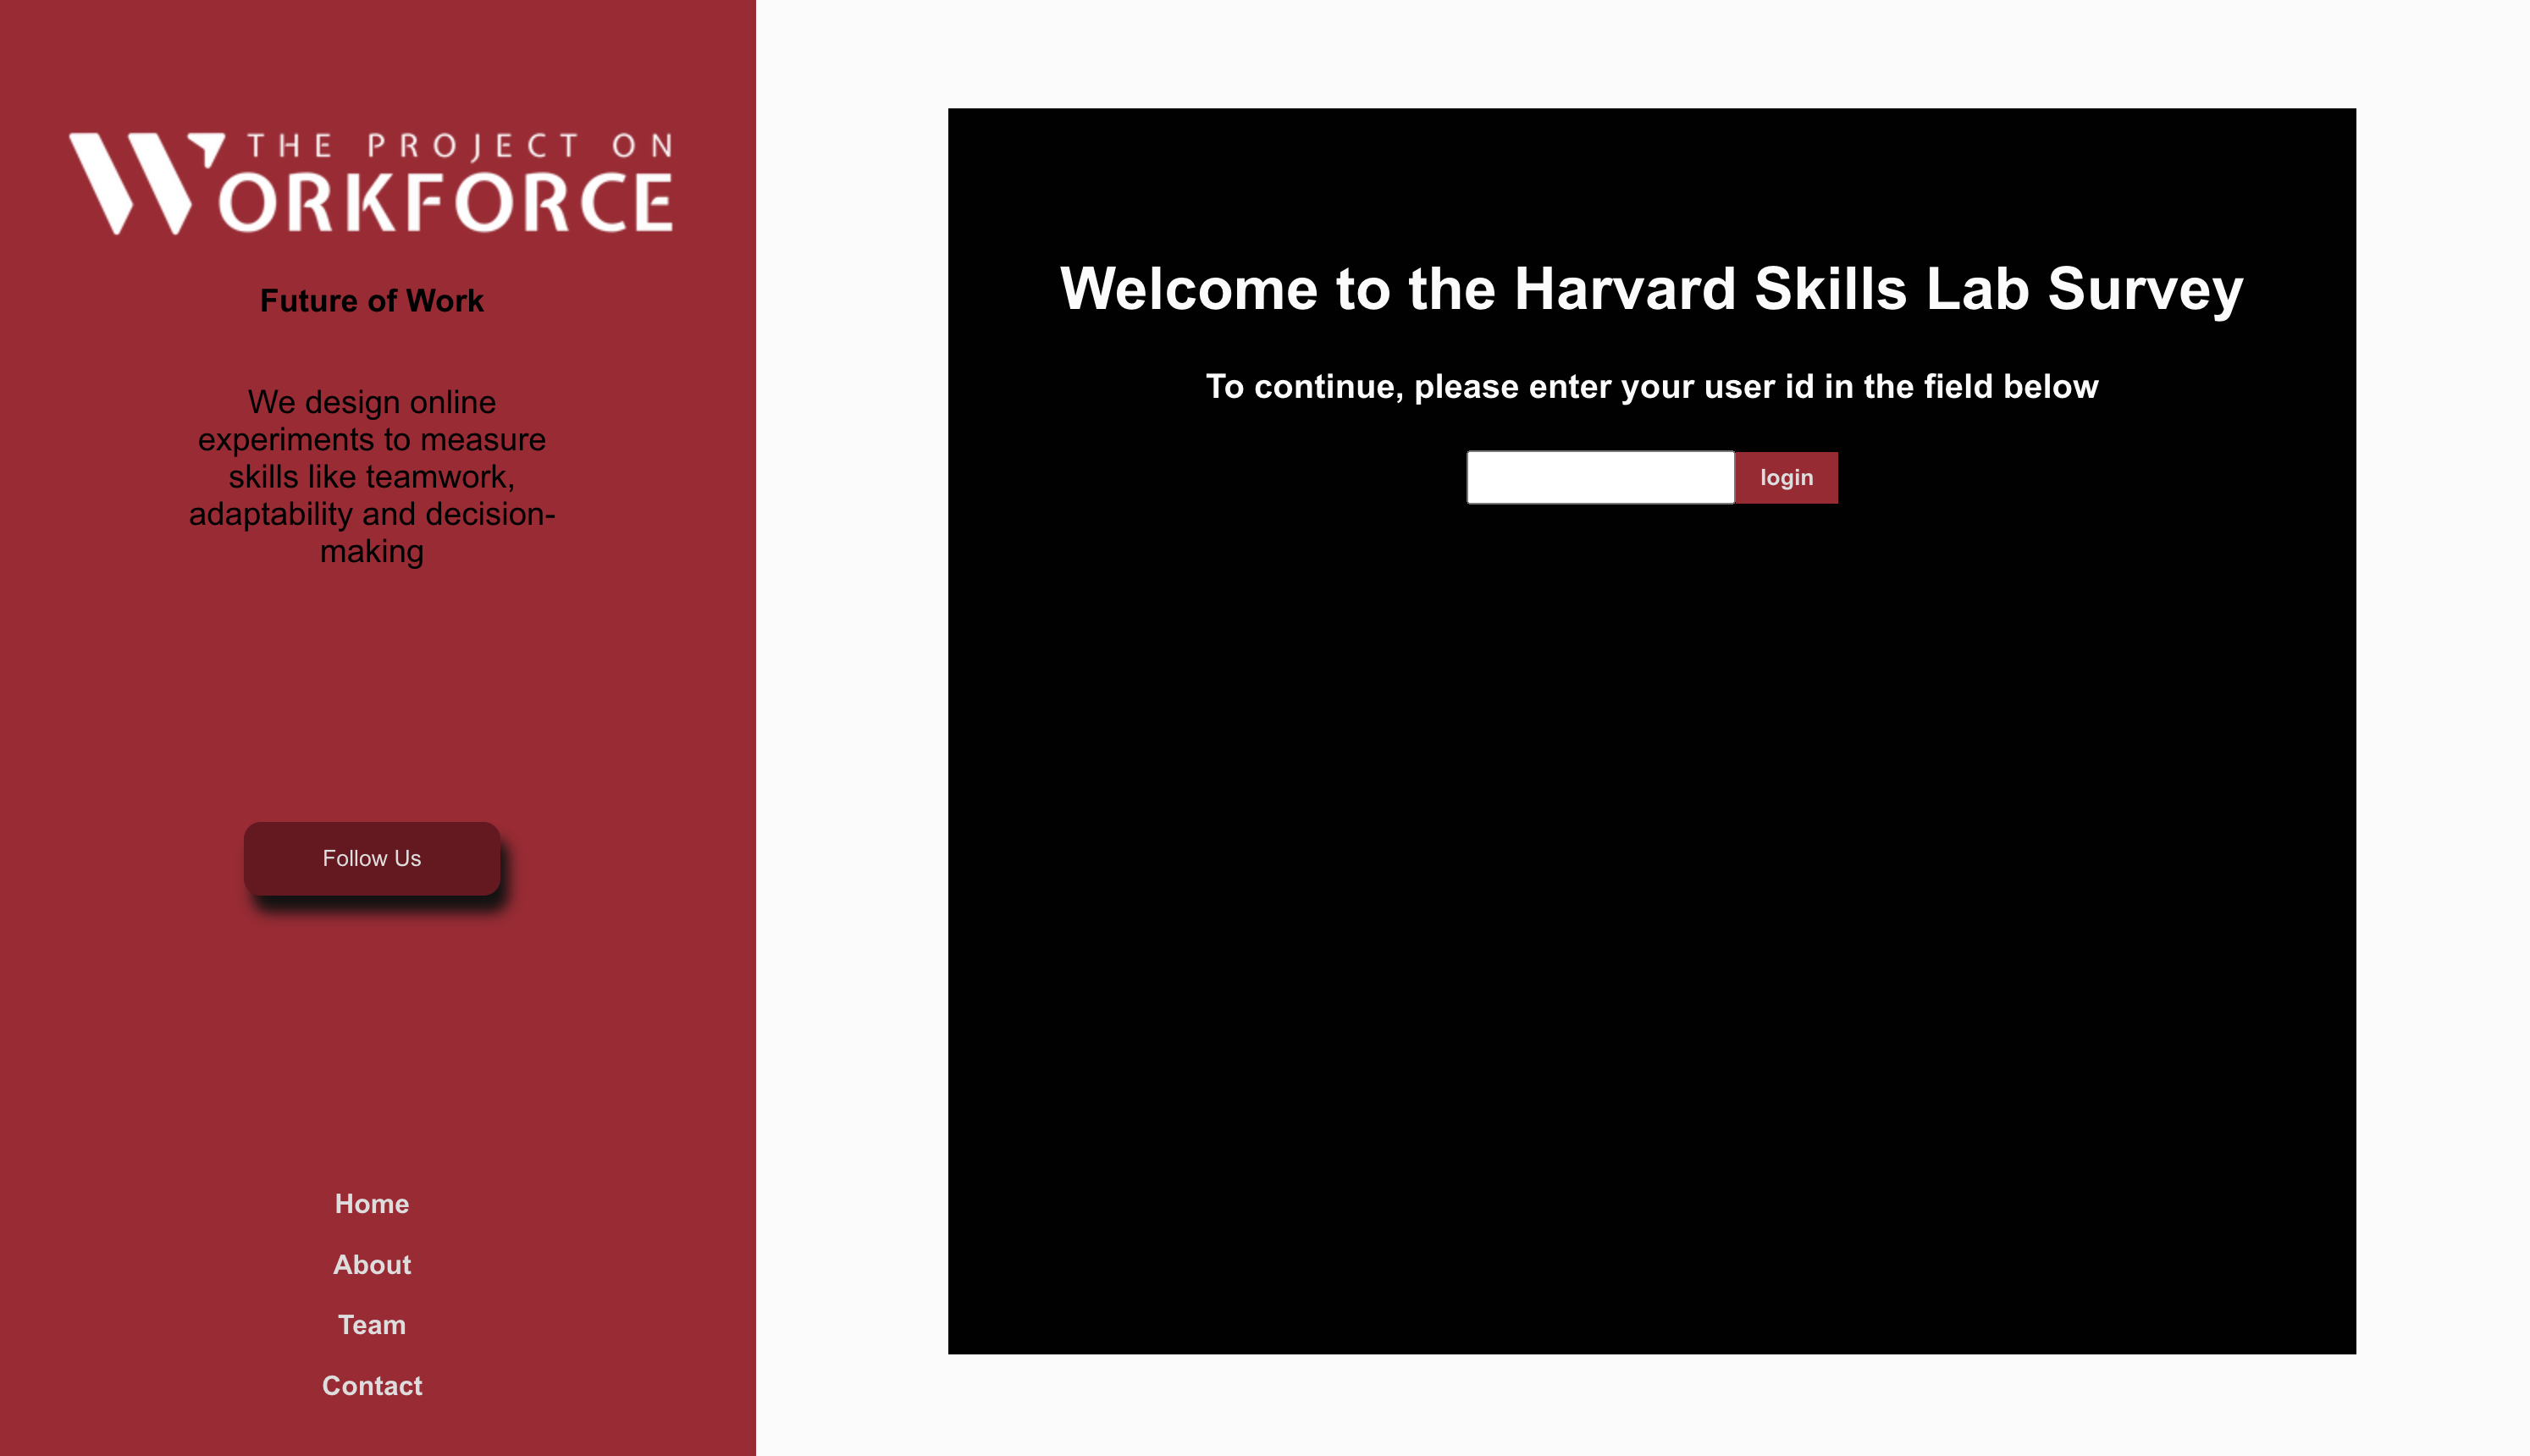 THE PROJECT ON
WORKFORCE
Future of Work
We design online
experiments to measure
skills like teamwork,
adaptability and decision-
making
Follow Us
Home
About
Team
Contact
Welcome to the Harvard Skills Lab Survey
To continue, please enter your user id in the field below
login